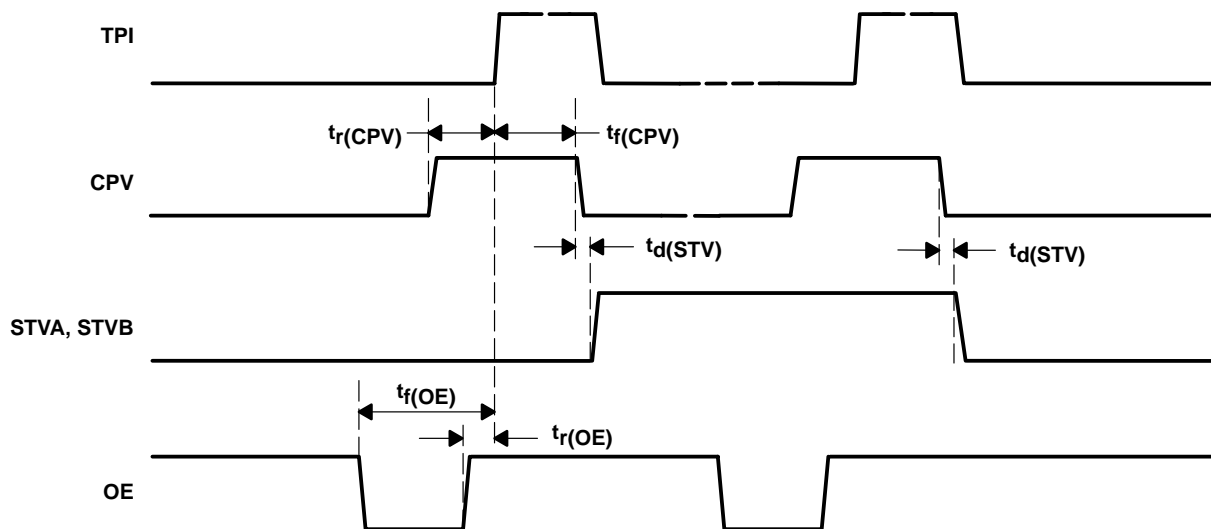 TPI
tr(CPV)
tf(CPV)
CPV
td(STV)
td(STV)
STVA, STVB
tf(OE)
tr(OE)
OE